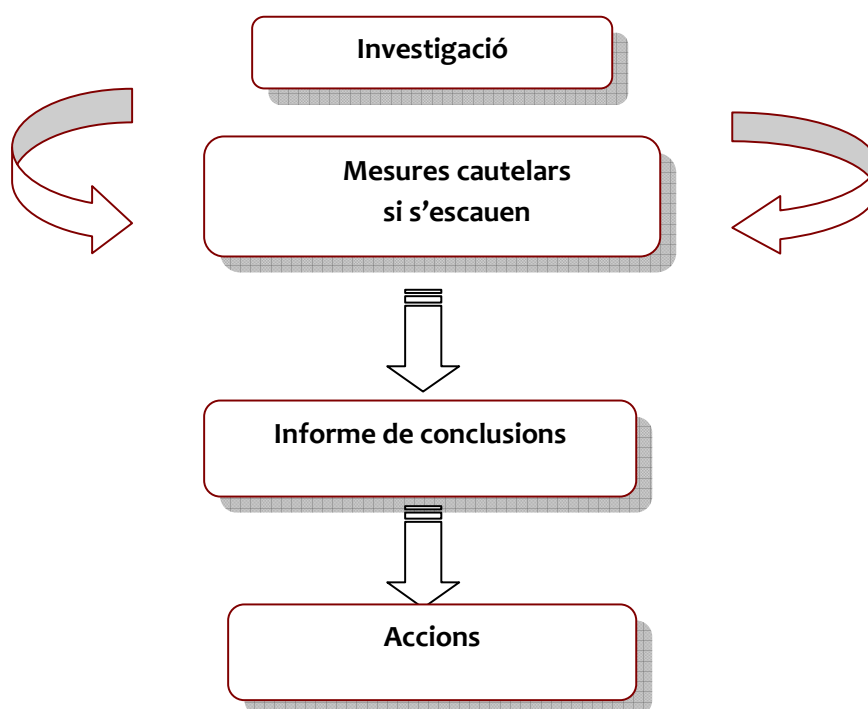 Investigació
Mesures cautelars
si s’escauen
Informe de conclusions
Accions